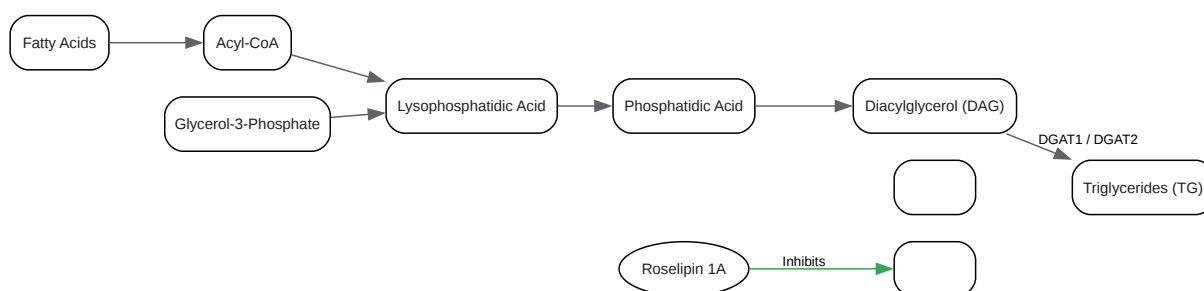 Fatty Acids
Acyl-CoA
Glycerol-3-Phosphate
Lysophosphatidic Acid
Phosphatidic Acid
Diacylglycerol (DAG)
DGAT1 / DGAT2
Triglycerides (TG)
Roselipin 1A
Inhibits